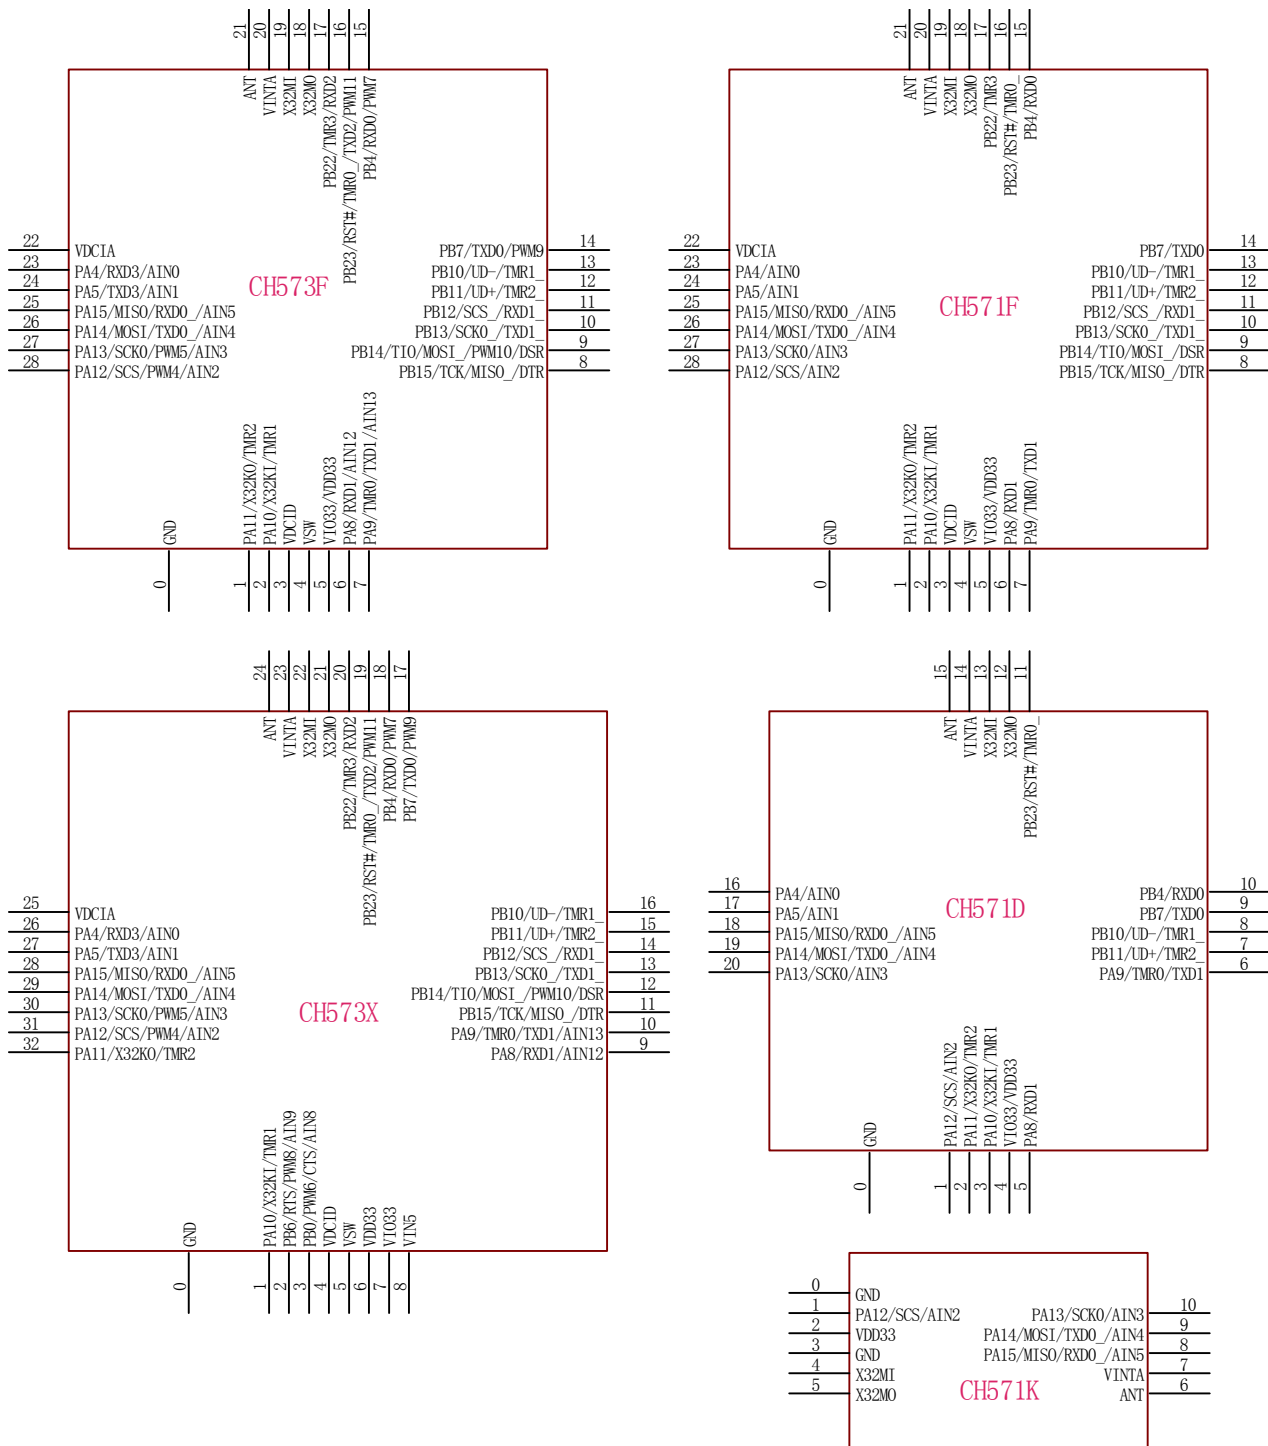 21
20
19
18
17
16
15
ANT
VINTA
X32MI
X32MO
PB22/TMR3/RXD2
PB23/RST#/TMR0_/TXD2/PWM11
PB4/RXD0/PWM7
22
VDCIA
23
PA4/RXD3/AIN0
24
PA5/TXD3/AIN1
25
PA15/MISO/RXD0_/AIN5
26
PA14/MOSI/TXD0_/AIN4
27
PA13/SCK0/PWM5/AIN3
28
PA12/SCS/PWM4/AIN2
CH573F
PB7/TXD0/PWM9
14
PB10/UD-/TMR1_
13
PB11/UD+/TMR2_
12
PB12/SCS_/RXD1_
11
PB13/SCK0_/TXD1_
10
PB14/TIO/MOSI_/PWM10/DSR
9
PB15/TCK/MISO_/DTR
8
GND
PA11/X32KO/TMR2
PA10/X32KI/TMR1
VDCID
VSW
VIO33/VDD33
PA8/RXD1/AIN12
PA9/TMR0/TXD1/AIN13
0
1
2
3
4
5
6
7
21
20
19
18
17
16
15
ANT
VINTA
X32MI
X32MO
PB22/TMR3
PB23/RST#/TMR0_
PB4/RXD0
22
VDCIA
23
PA4/AIN0
24
PA5/AIN1
25
PA15/MISO/RXD0_/AIN5
26
PA14/MOSI/TXD0_/AIN4
27
PA13/SCK0/AIN3
28
PA12/SCS/AIN2
CH571F
PB7/TXD0
14
PB10/UD-/TMR1_
13
PB11/UD+/TMR2_
12
PB12/SCS_/RXD1_
11
PB13/SCK0_/TXD1_
10
PB14/TIO/MOSI_/DSR
9
PB15/TCK/MISO_/DTR
8
GND
PA11/X32KO/TMR2
PA10/X32KI/TMR1
VDCID
VSW
VIO33/VDD33
PA8/RXD1
PA9/TMR0/TXD1
0
1
2
3
4
5
6
7
24
23
22
21
20
19
18
17
ANT
VINTA
X32MI
X32MO
PB22/TMR3/RXD2
PB23/RST#/TMR0_/TXD2/PWM11
PB4/RXD0/PWM7
PB7/TXD0/PWM9
25
VDCIA
26
PA4/RXD3/AIN0
27
PA5/TXD3/AIN1
28
PA15/MISO/RXD0_/AIN5
29
PA14/MOSI/TXD0_/AIN4
30
PA13/SCK0/PWM5/AIN3
31
PA12/SCS/PWM4/AIN2
32
PA11/X32KO/TMR2
CH573X
PB10/UD-/TMR1_
16
PB11/UD+/TMR2_
15
PB12/SCS_/RXD1_
14
PB13/SCK0_/TXD1_
13
PB14/TIO/MOSI_/PWM10/DSR
12
PB15/TCK/MISO_/DTR
11
PA9/TMR0/TXD1/AIN13
10
PA8/RXD1/AIN12
9
GND
PA10/X32KI/TMR1
PB6/RTS/PWM8/AIN9
PB0/PWM6/CTS/AIN8
VDCID
VSW
VDD33
VIO33
VIN5
0
1
2
3
4
5
6
7
8
15
14
13
12
11
ANT
VINTA
X32MI
X32MO
PB23/RST#/TMR0_
16
PA4/AIN0
17
PA5/AIN1
18
PA15/MISO/RXD0_/AIN5
19
PA14/MOSI/TXD0_/AIN4
20
PA13/SCK0/AIN3
CH571D
PB4/RXD0
10
PB7/TXD0
9
PB10/UD-/TMR1_
8
PB11/UD+/TMR2_
7
PA9/TMR0/TXD1
6
GND
PA12/SCS/AIN2
PA11/X32KO/TMR2
PA10/X32KI/TMR1
VIO33/VDD33
PA8/RXD1
0
1
2
3
4
5
0
GND
1
PA12/SCS/AIN2
2
VDD33
3
GND
4
X32MI
5
X32MO
CH571K
PA13/SCK0/AIN3
10
PA14/MOSI/TXD0_/AIN4
9
PA15/MISO/RXD0_/AIN5
8
VINTA
7
ANT
6